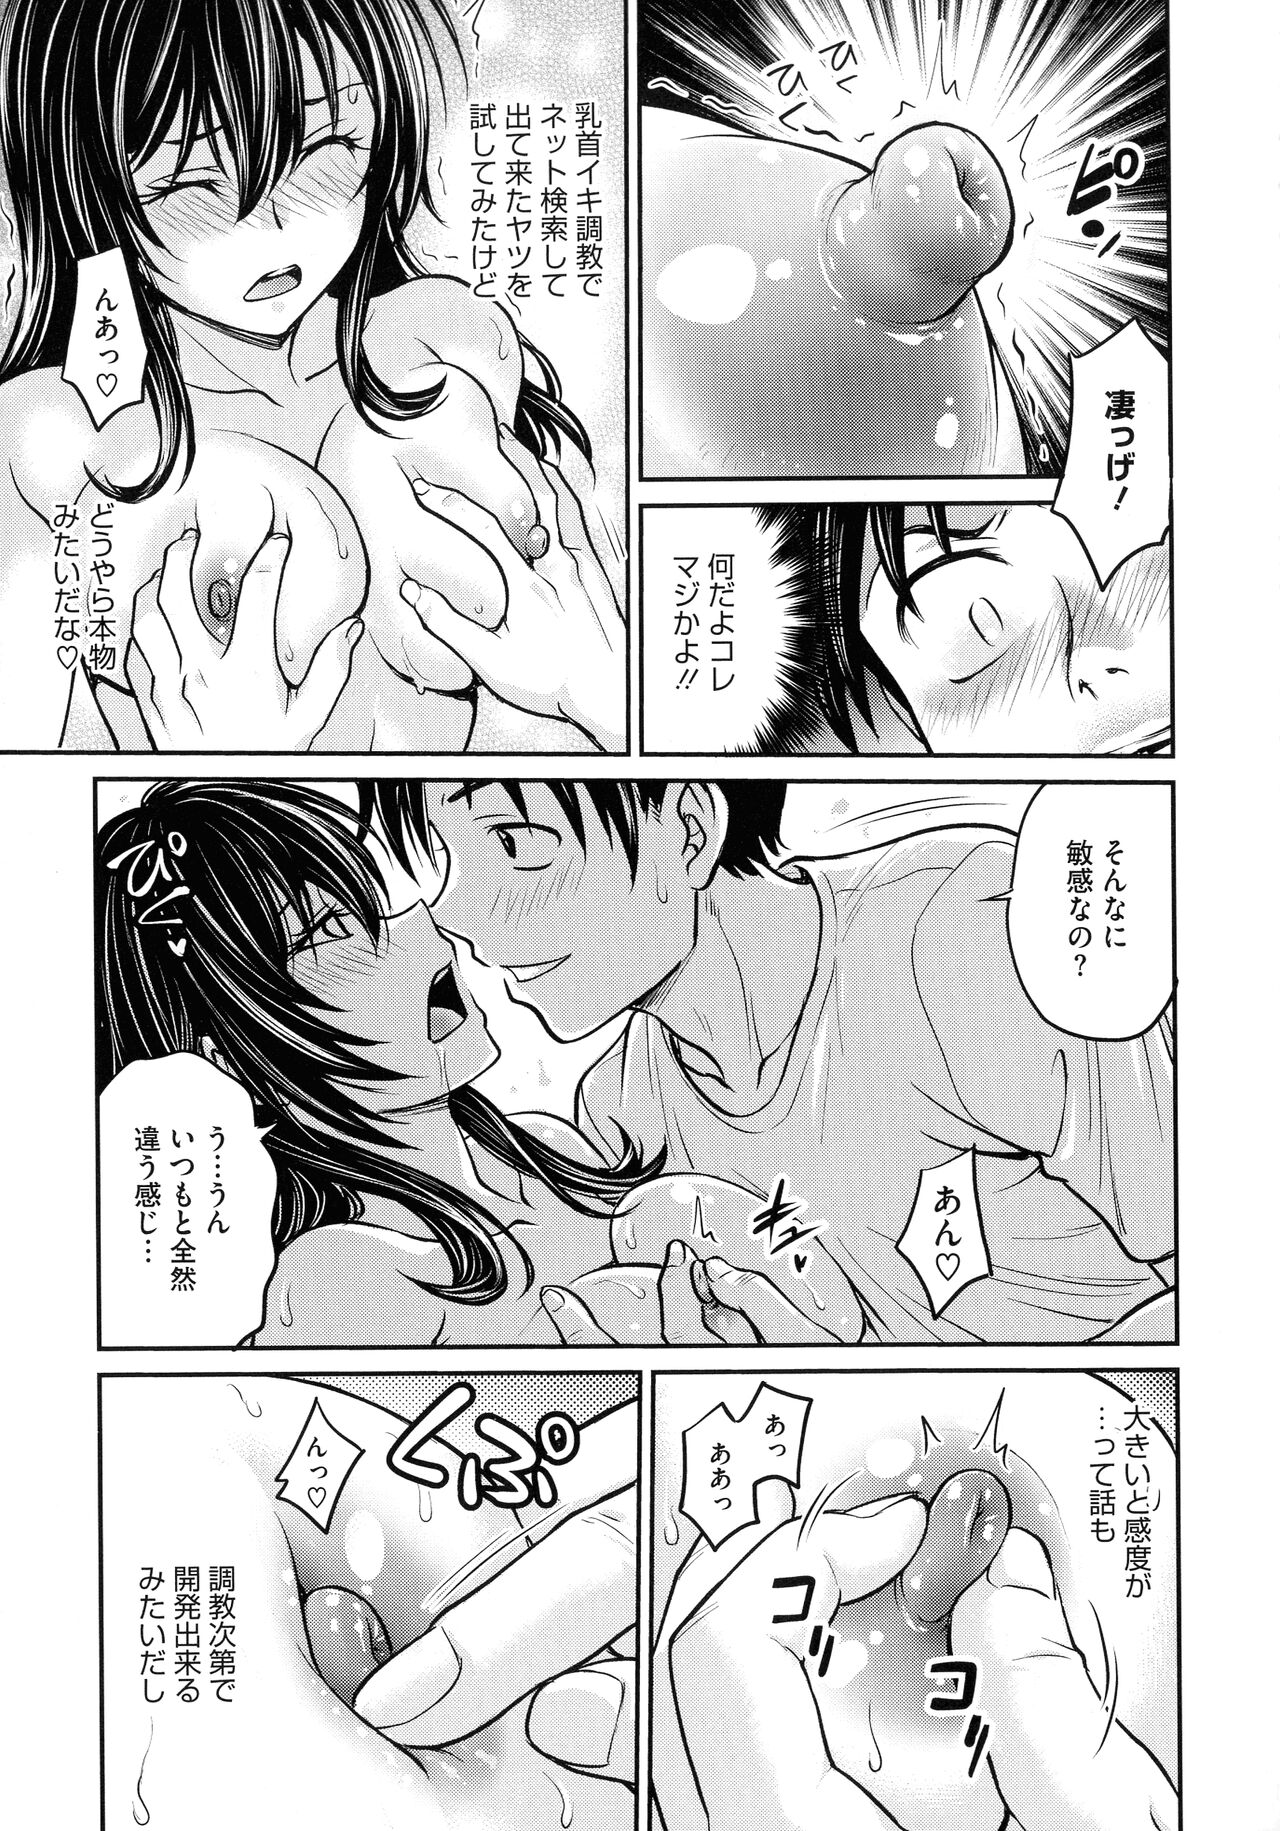 ひく
ひく
ピッ
凄っげ!
何だよコレ
マジかよ!!
乳首イキ調教で
ネット検索して
出て来たヤツを
試してみたけど
んあっ♡
どうやら本物
みたいだな♡
そんなに
敏感なの?
ぴく♥
あん♡
キュ♥
う…うん
いつもと全然
違う感じ…
大きいと感度が
…って話も
あっ
ああっ
コリ
コリ
くぷ
んっ♡
調教次第で
開発出来る
みたいだし